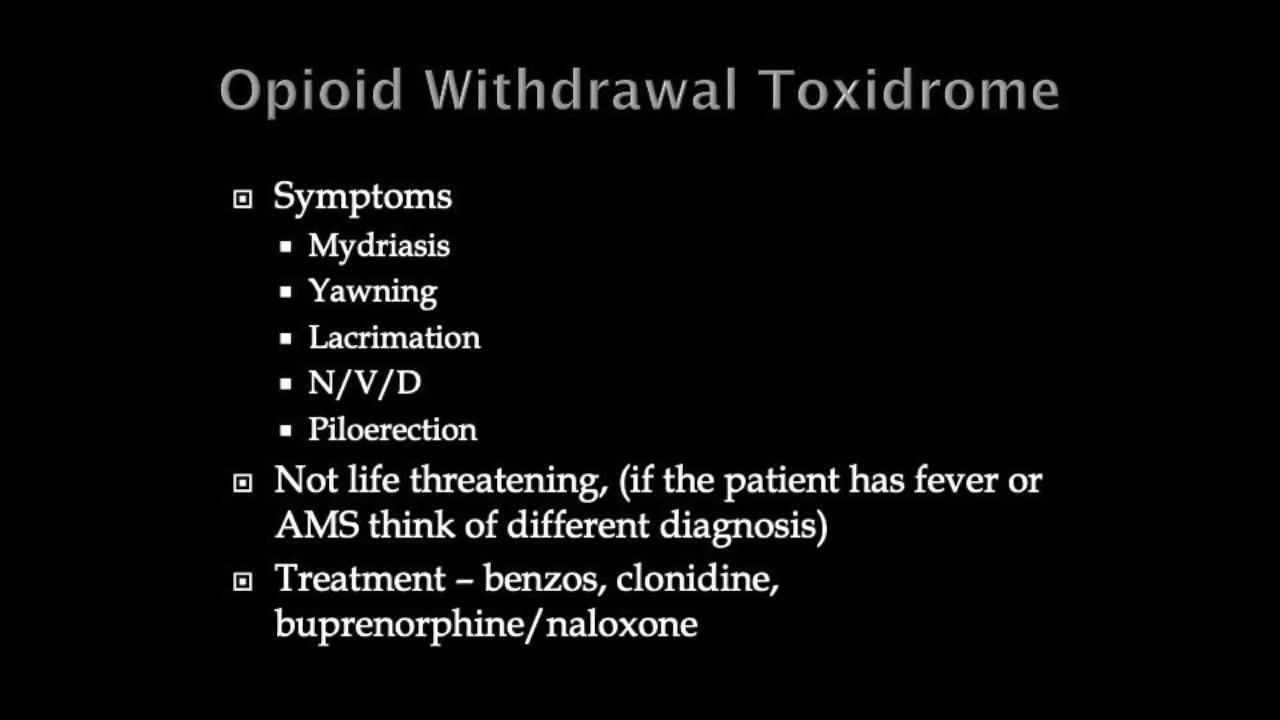 Opioid Withdrawal Toxidrome
Symptoms
Mydriasis
Yawning
Lacrimation
N/V/D
Piloerection
Not life threatening, (if the patient has fever or
AMS think of different diagnosis)
Treatment – benzos, clonidine,
buprenorphine/naloxone